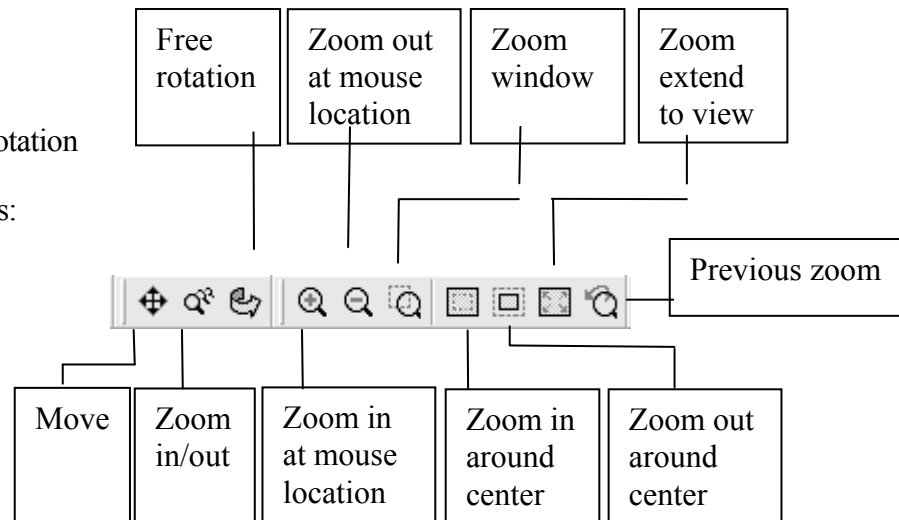 Free
rotation
Zoom out
at mouse
location
Zoom
window
Zoom
extend
to view
otation
s:
Previous zoom
Move
Zoom
in/out
Zoom in
at mouse
location
Zoom in
around
center
Zoom out
around
center